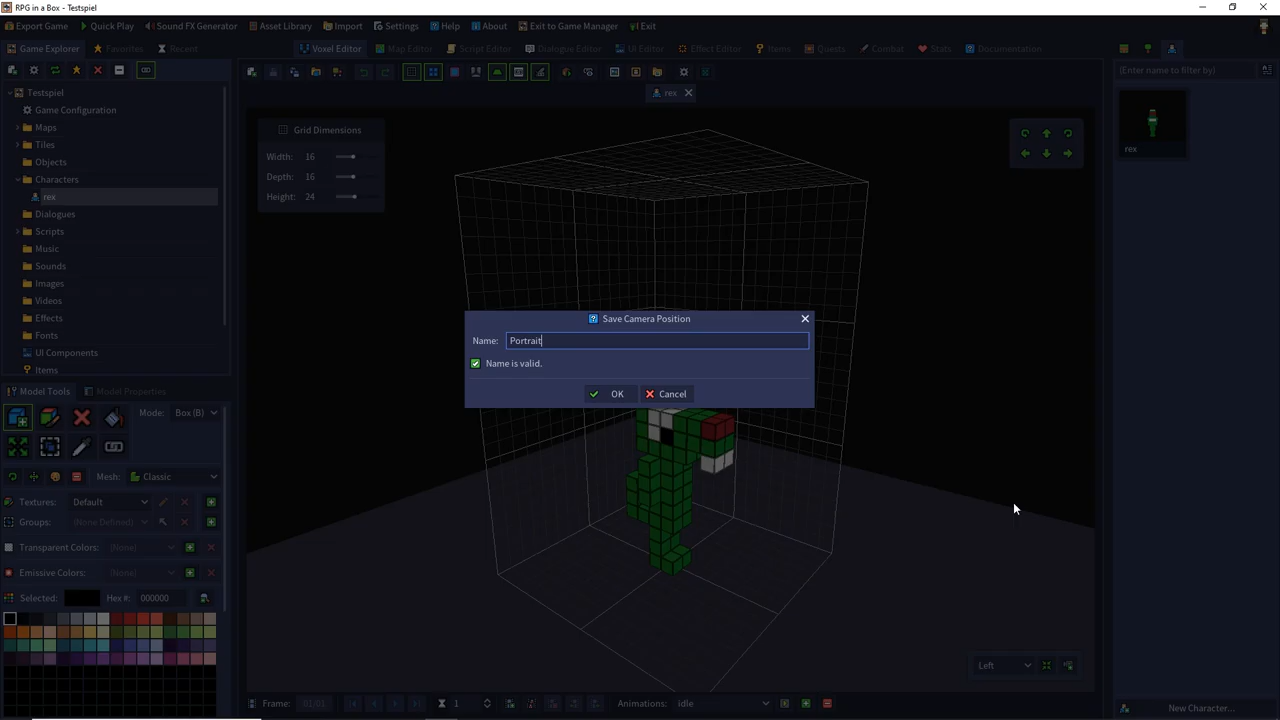 RPG in a Box - Testspiel
Export Game Quick Play Sound FX Generator Asset Library Import Settings Help About Exit to Game Manager Exit
Game Explorer Favorites Recent Voxel Editor Map Editor Script Editor Dialogue Editor UI Editor Effect Editor Items Quests Combat Stats Documentation
(Enter name to filter by)
rex
Testspiel
Game Configuration
Maps
Tiles
Objects
Characters
rex
Dialogues
Scripts
Music
Sounds
Images
Videos
Effects
Fonts
UI Components
Items
Grid Dimensions
Width: 16
Depth: 16
Height: 24
rex
Save Camera Position
Name: Portrait
Name is valid.
OK Cancel
Model Tools Model Properties
Mode: Box (B)
Mesh: Classic
Textures: Default
Groups: (None Defined)
Transparent Colors: (None)
Emissive Colors: (None)
Selected: Hex #: 000000
Left
Frame: 01:01 1 Animations: idle
New Character...